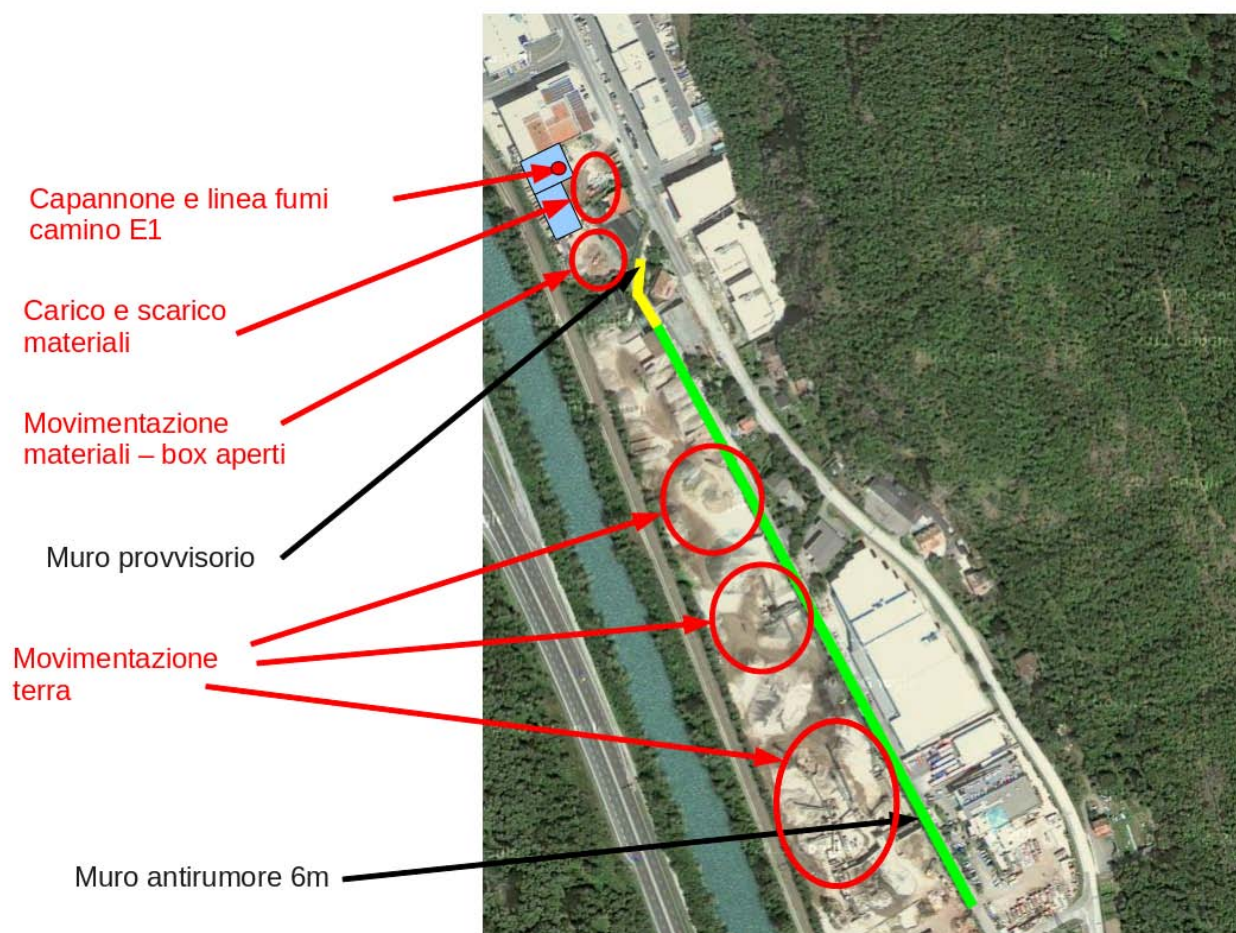 Capannone e linea fumi
camino E1
Carico e scarico
materiali
Movimentazione
materiali – box aperti
Muro provvisorio
Movimentazione
terra
Muro antirumore 6m